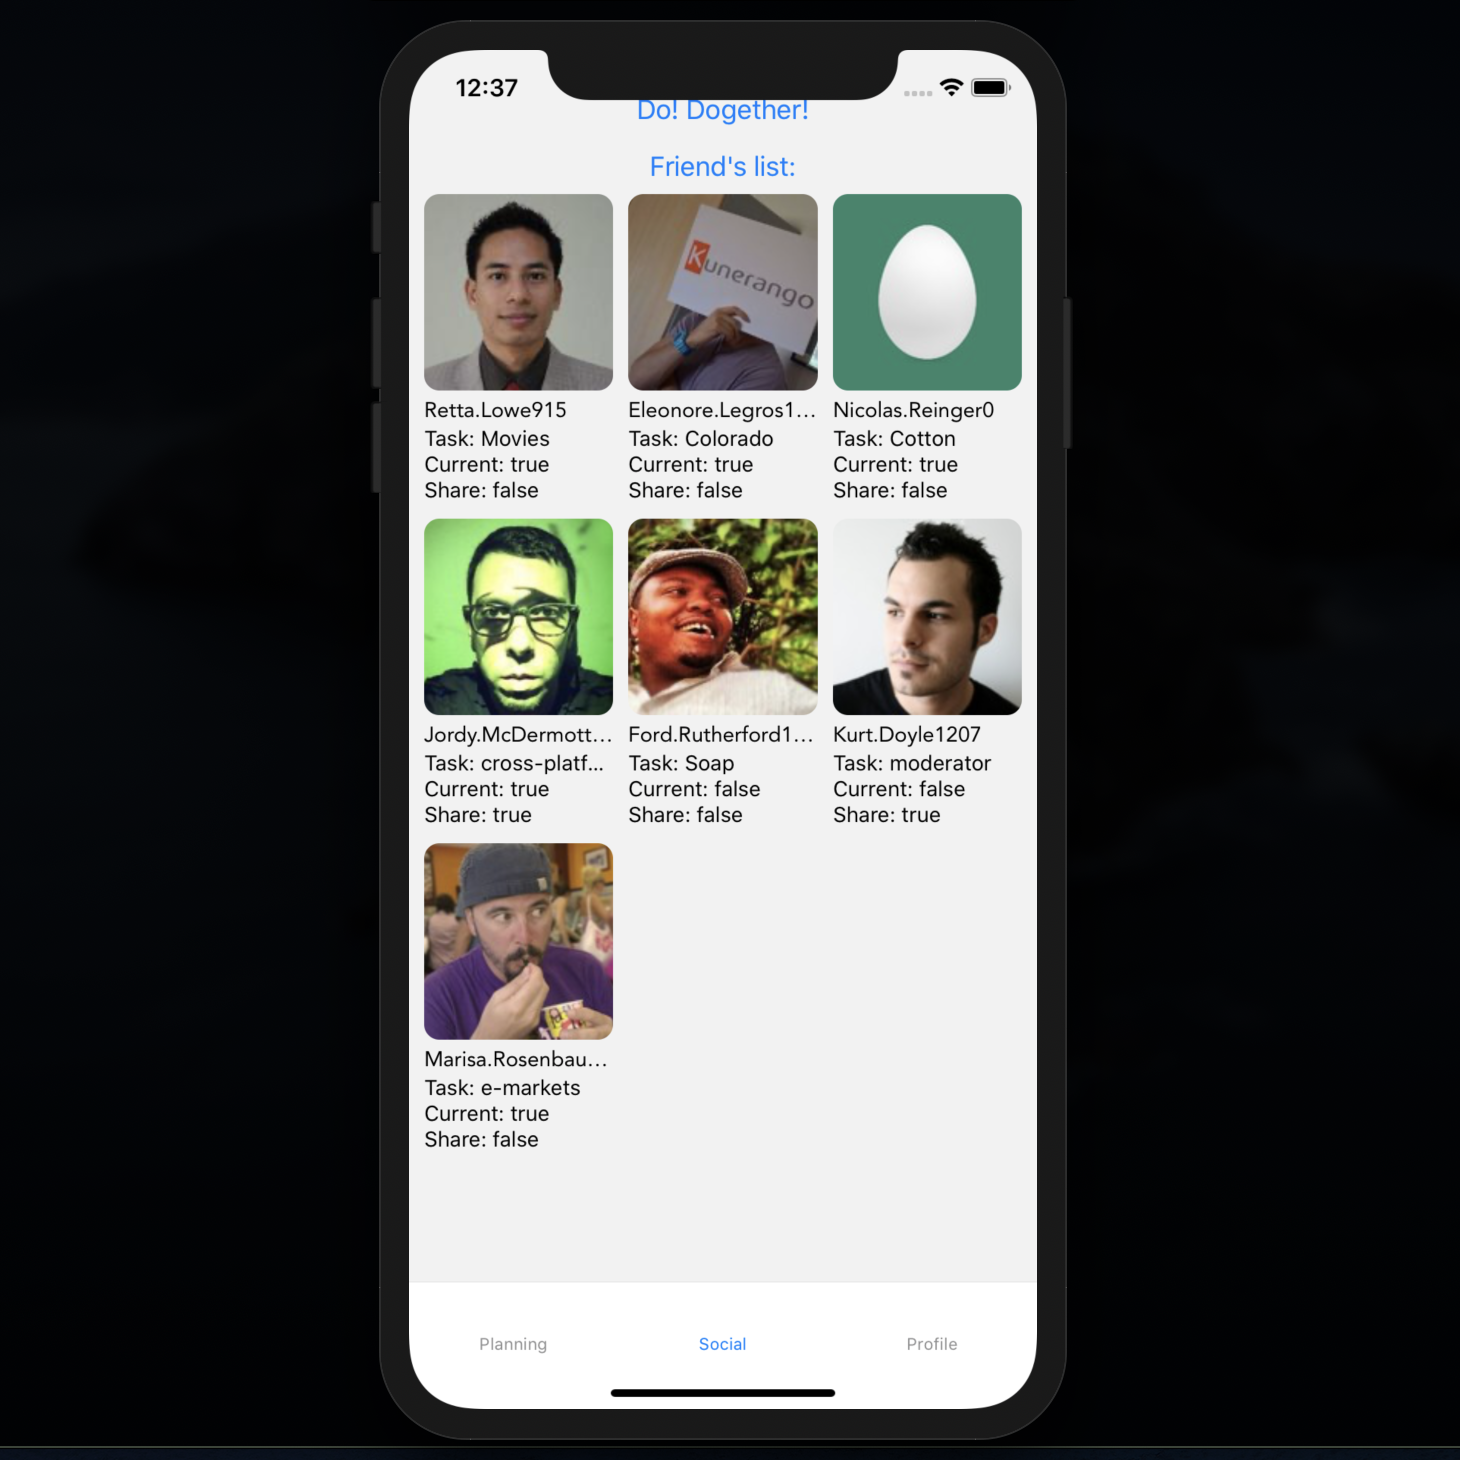 12:37
Do! Dogether!
Friend's list:
Kunerango
Retta.Lowe915
Eleonore.Legros1...
Nicolas.Reinger0
Task: Movies
Task: Colorado
Task: Cotton
Current: true
Current: true
Current: true
Share: false
Share: false
Share: false
Jordy.McDermott...
Ford.Rutherford1...
Kurt.Doyle1207
Task: cross-platf...
Task: Soap
Task: moderator
Current: true
Current: false
Current: false
Share: true
Share: false
Share: true
Marisa.Rosenbau...
Task: e-markets
Current: true
Share: false
Planning
Social
Profile